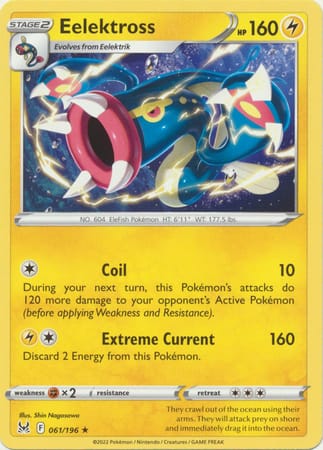 STAGE 2
Eelektross
HP 160
Evolves from Eelektrik
NO. 604 EleFish Pokémon HT: 6'11" WT: 177.5 lbs.
Coil 10
During your next turn, this Pokémon's attacks do
120 more damage to your opponent's Active Pokémon
(before applying Weakness and Resistance).
Extreme Current 160
Discard 2 Energy from this Pokémon.
weakness ×2 resistance retreat
Illus. Shin Nagasawa
F 061/196 ★
They crawl out of the ocean using their
arms. They will attack prey on shore
and immediately drag it into the ocean.
©2022 Pokémon / Nintendo / Creatures / GAME FREAK